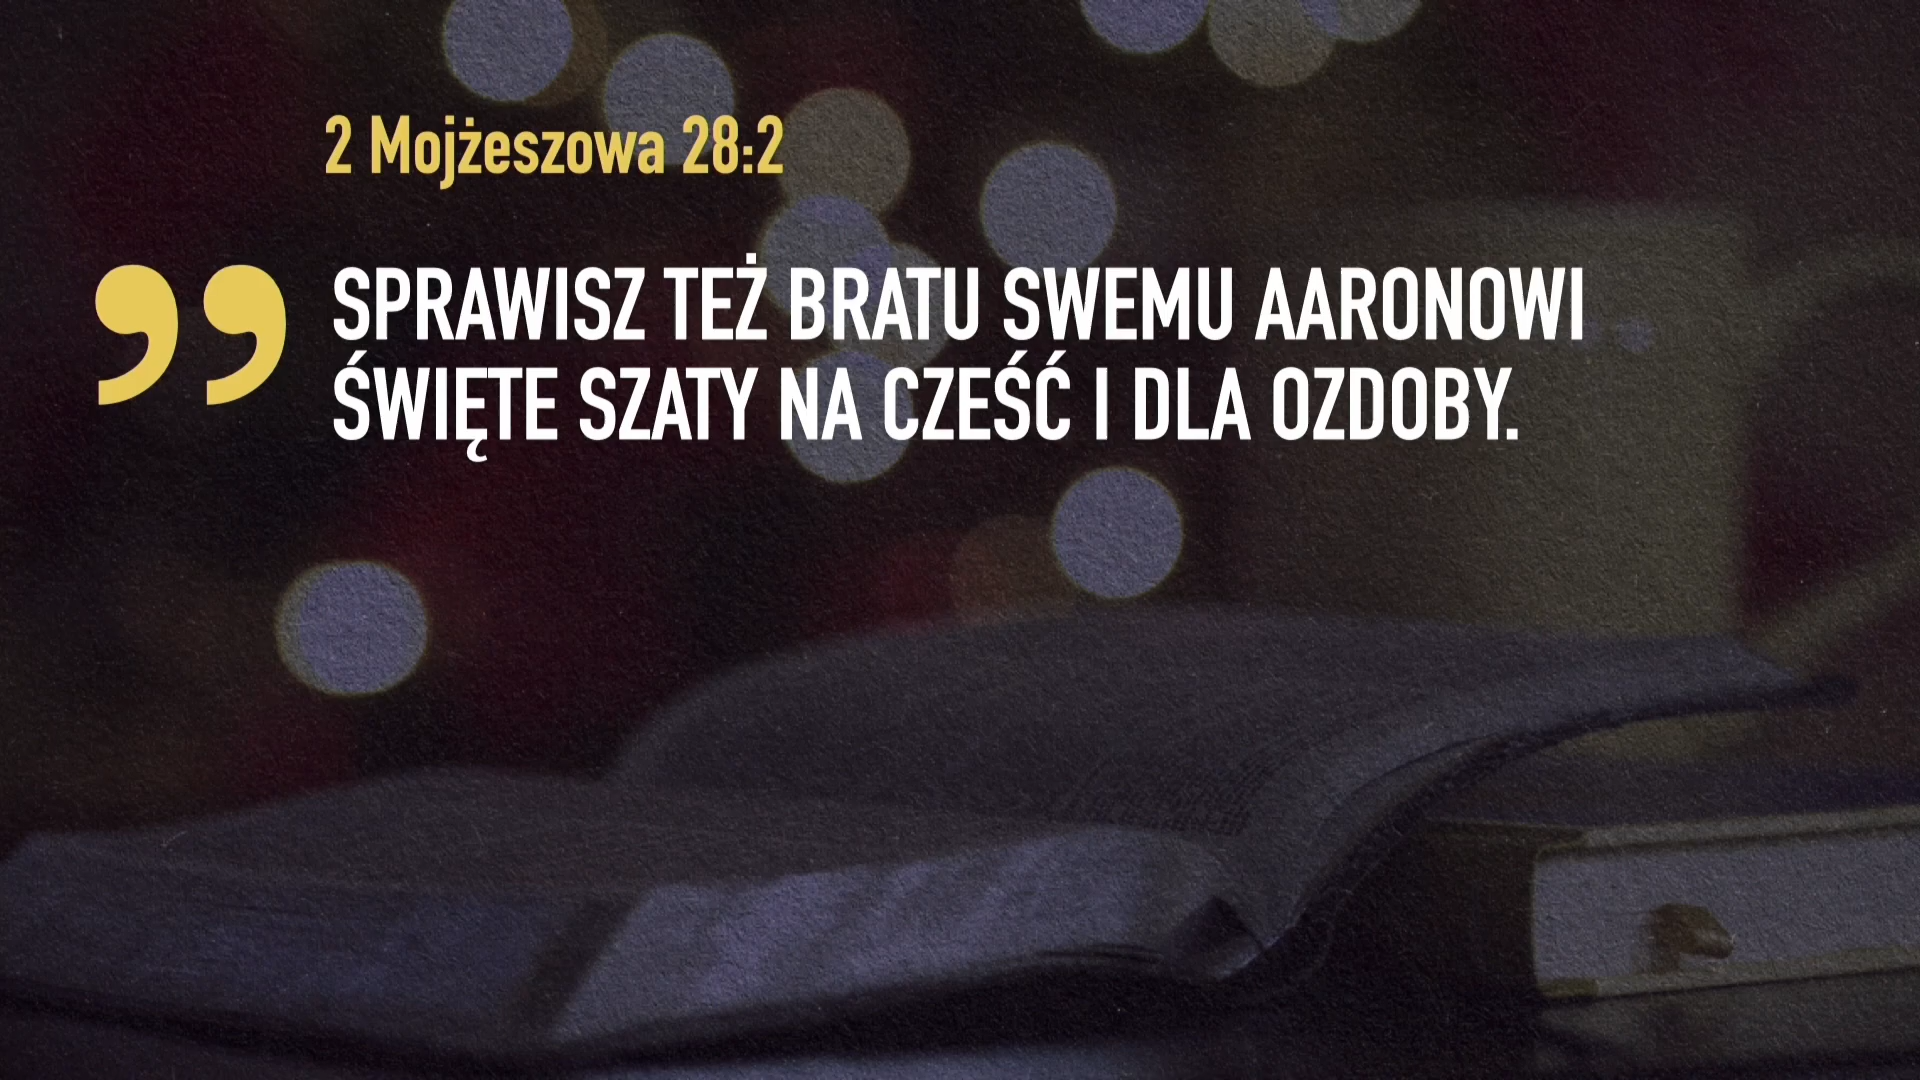 2 Mojżeszowa 28:2
SPRAWISZ TEŻ BRATU SWEMU AARONOWI
ŚWIĘTE SZATY NA CZEŚĆ I DLA OZDOBY.